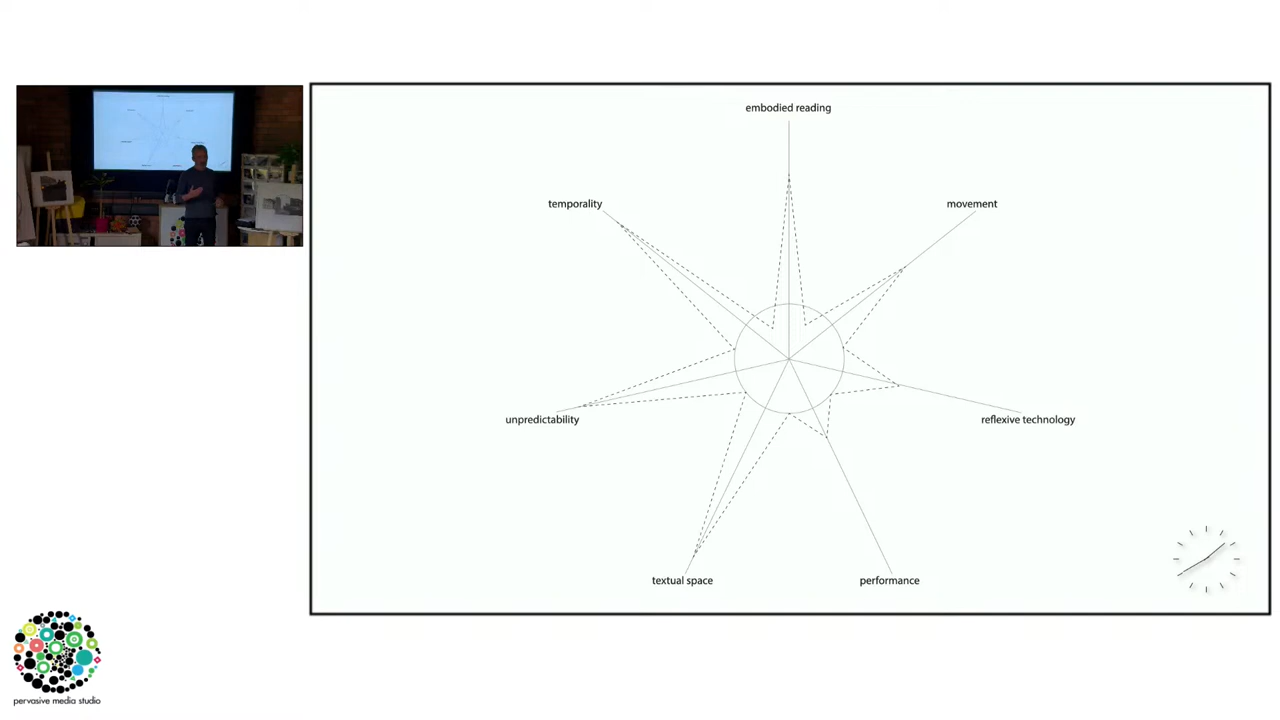 embodied reading
temporality
movement
unpredictability
reflexive technology
textual space
performance
pervasive media studio